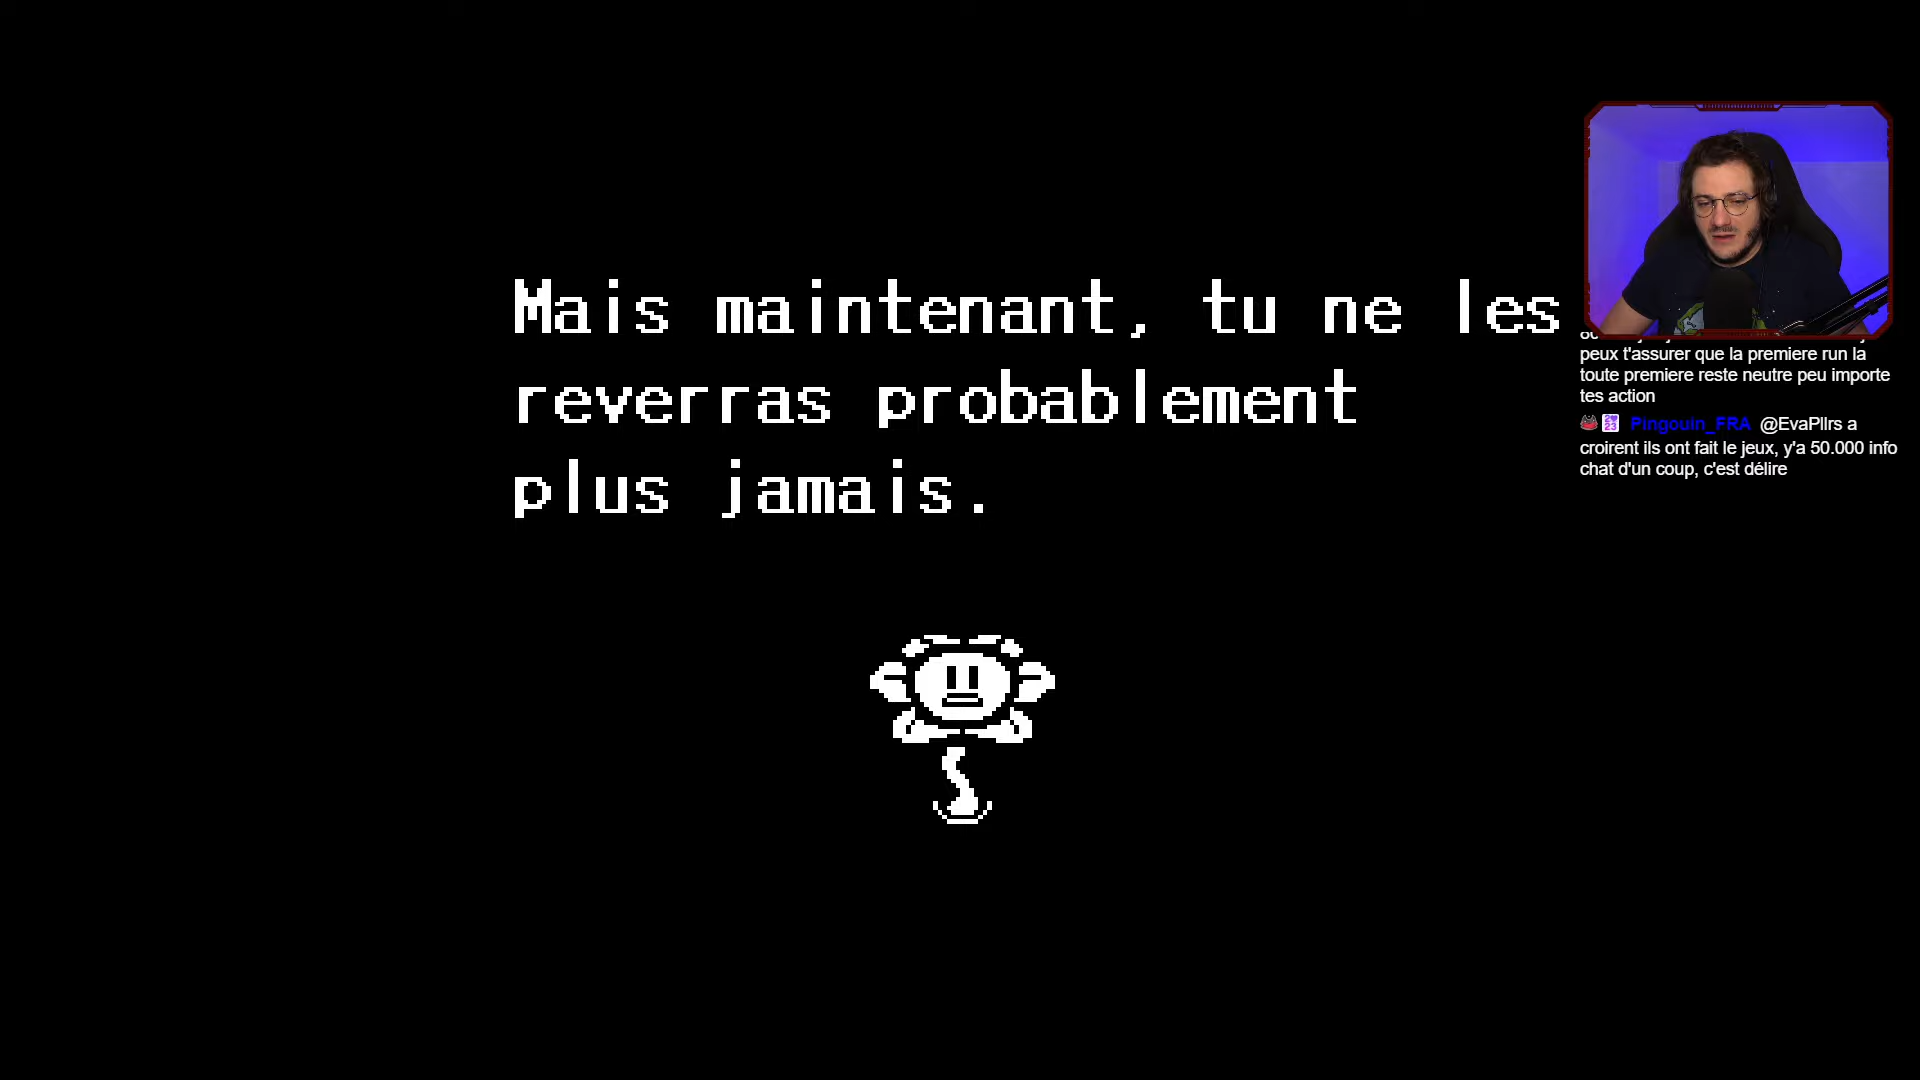 Mais maintenant, tu ne les
reverras probablement
plus jamais.
peux t'assurer que la premiere run la
toute premiere reste neutre peu importe
tes action
Pingouin_FRA @EvaPllrs a
croirent ils ont fait le jeux, y'a 50.000 info
chat d'un coup, c'est délire